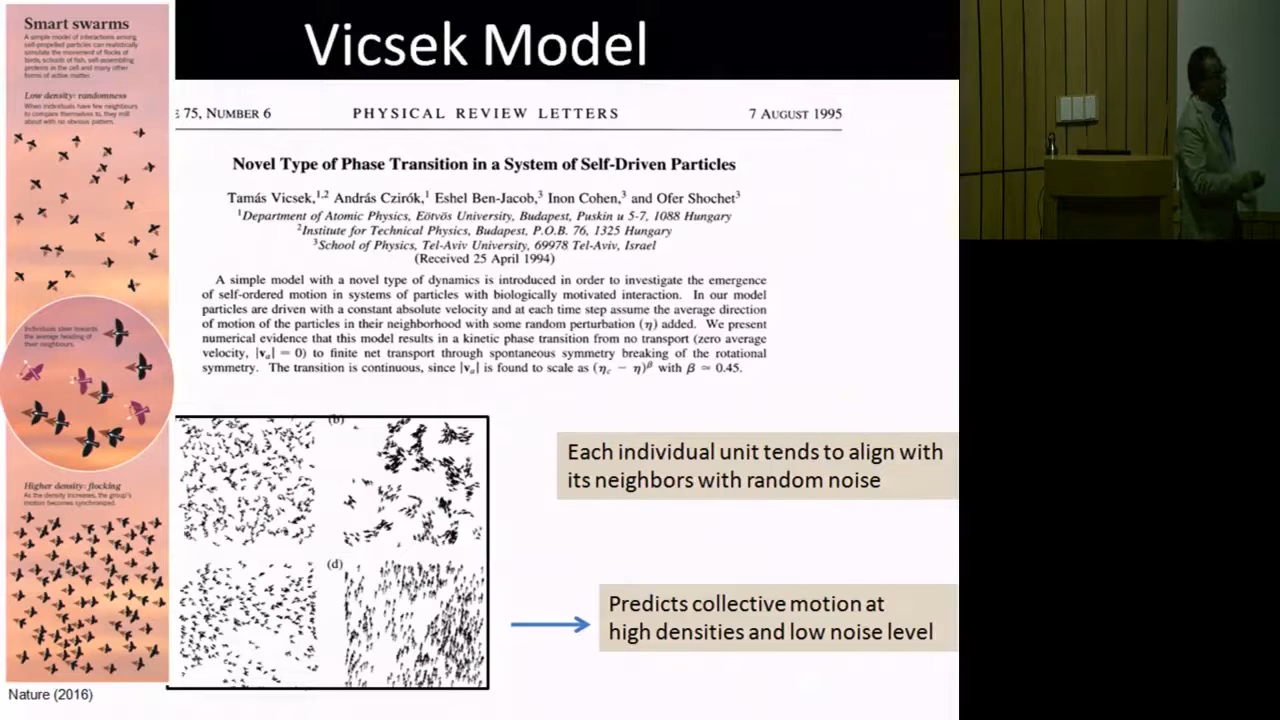 Vicsek Model
Smart swarms
A simple model of interactions among
self-propelled particles can realistically
simulate the movement of flocks of
birds, schools of fish, self-assembling
proteins in the cell and many other
forms of active matter.
Low density: randomness
When individuals have few neighbours
to compare themselves to, they mill
about with no obvious pattern.
Individuals steer towards
the average heading of
their neighbours.
Higher density: flocking
As the density increases, the group's
motion becomes synchronized.
Nature (2016)
E 75, NUMBER 6 PHYSICAL REVIEW LETTERS 7 AUGUST 1995
Novel Type of Phase Transition in a System of Self-Driven Particles
Tamás Vicsek,1,2 András Czirók,1 Eshel Ben-Jacob,3 Inon Cohen,3 and Ofer Shochet3
1Department of Atomic Physics, Eötvös University, Budapest, Puskin u 5-7, 1088 Hungary
2Institute for Technical Physics, Budapest, P.O.B. 76, 1325 Hungary
3School of Physics, Tel-Aviv University, 69978 Tel-Aviv, Israel
(Received 25 April 1994)
A simple model with a novel type of dynamics is introduced in order to investigate the emergence
of self-ordered motion in systems of particles with biologically motivated interaction. In our model
particles are driven with a constant absolute velocity and at each time step assume the average direction
of motion of the particles in their neighborhood with some random perturbation (η) added. We present
numerical evidence that this model results in a kinetic phase transition from no transport (zero average
velocity, |va| = 0) to finite net transport through spontaneous symmetry breaking of the rotational
symmetry. The transition is continuous, since |va| is found to scale as (ηc − η)β with β ≃ 0.45.
(b)
(d)
Each individual unit tends to align with
its neighbors with random noise
Predicts collective motion at
high densities and low noise level